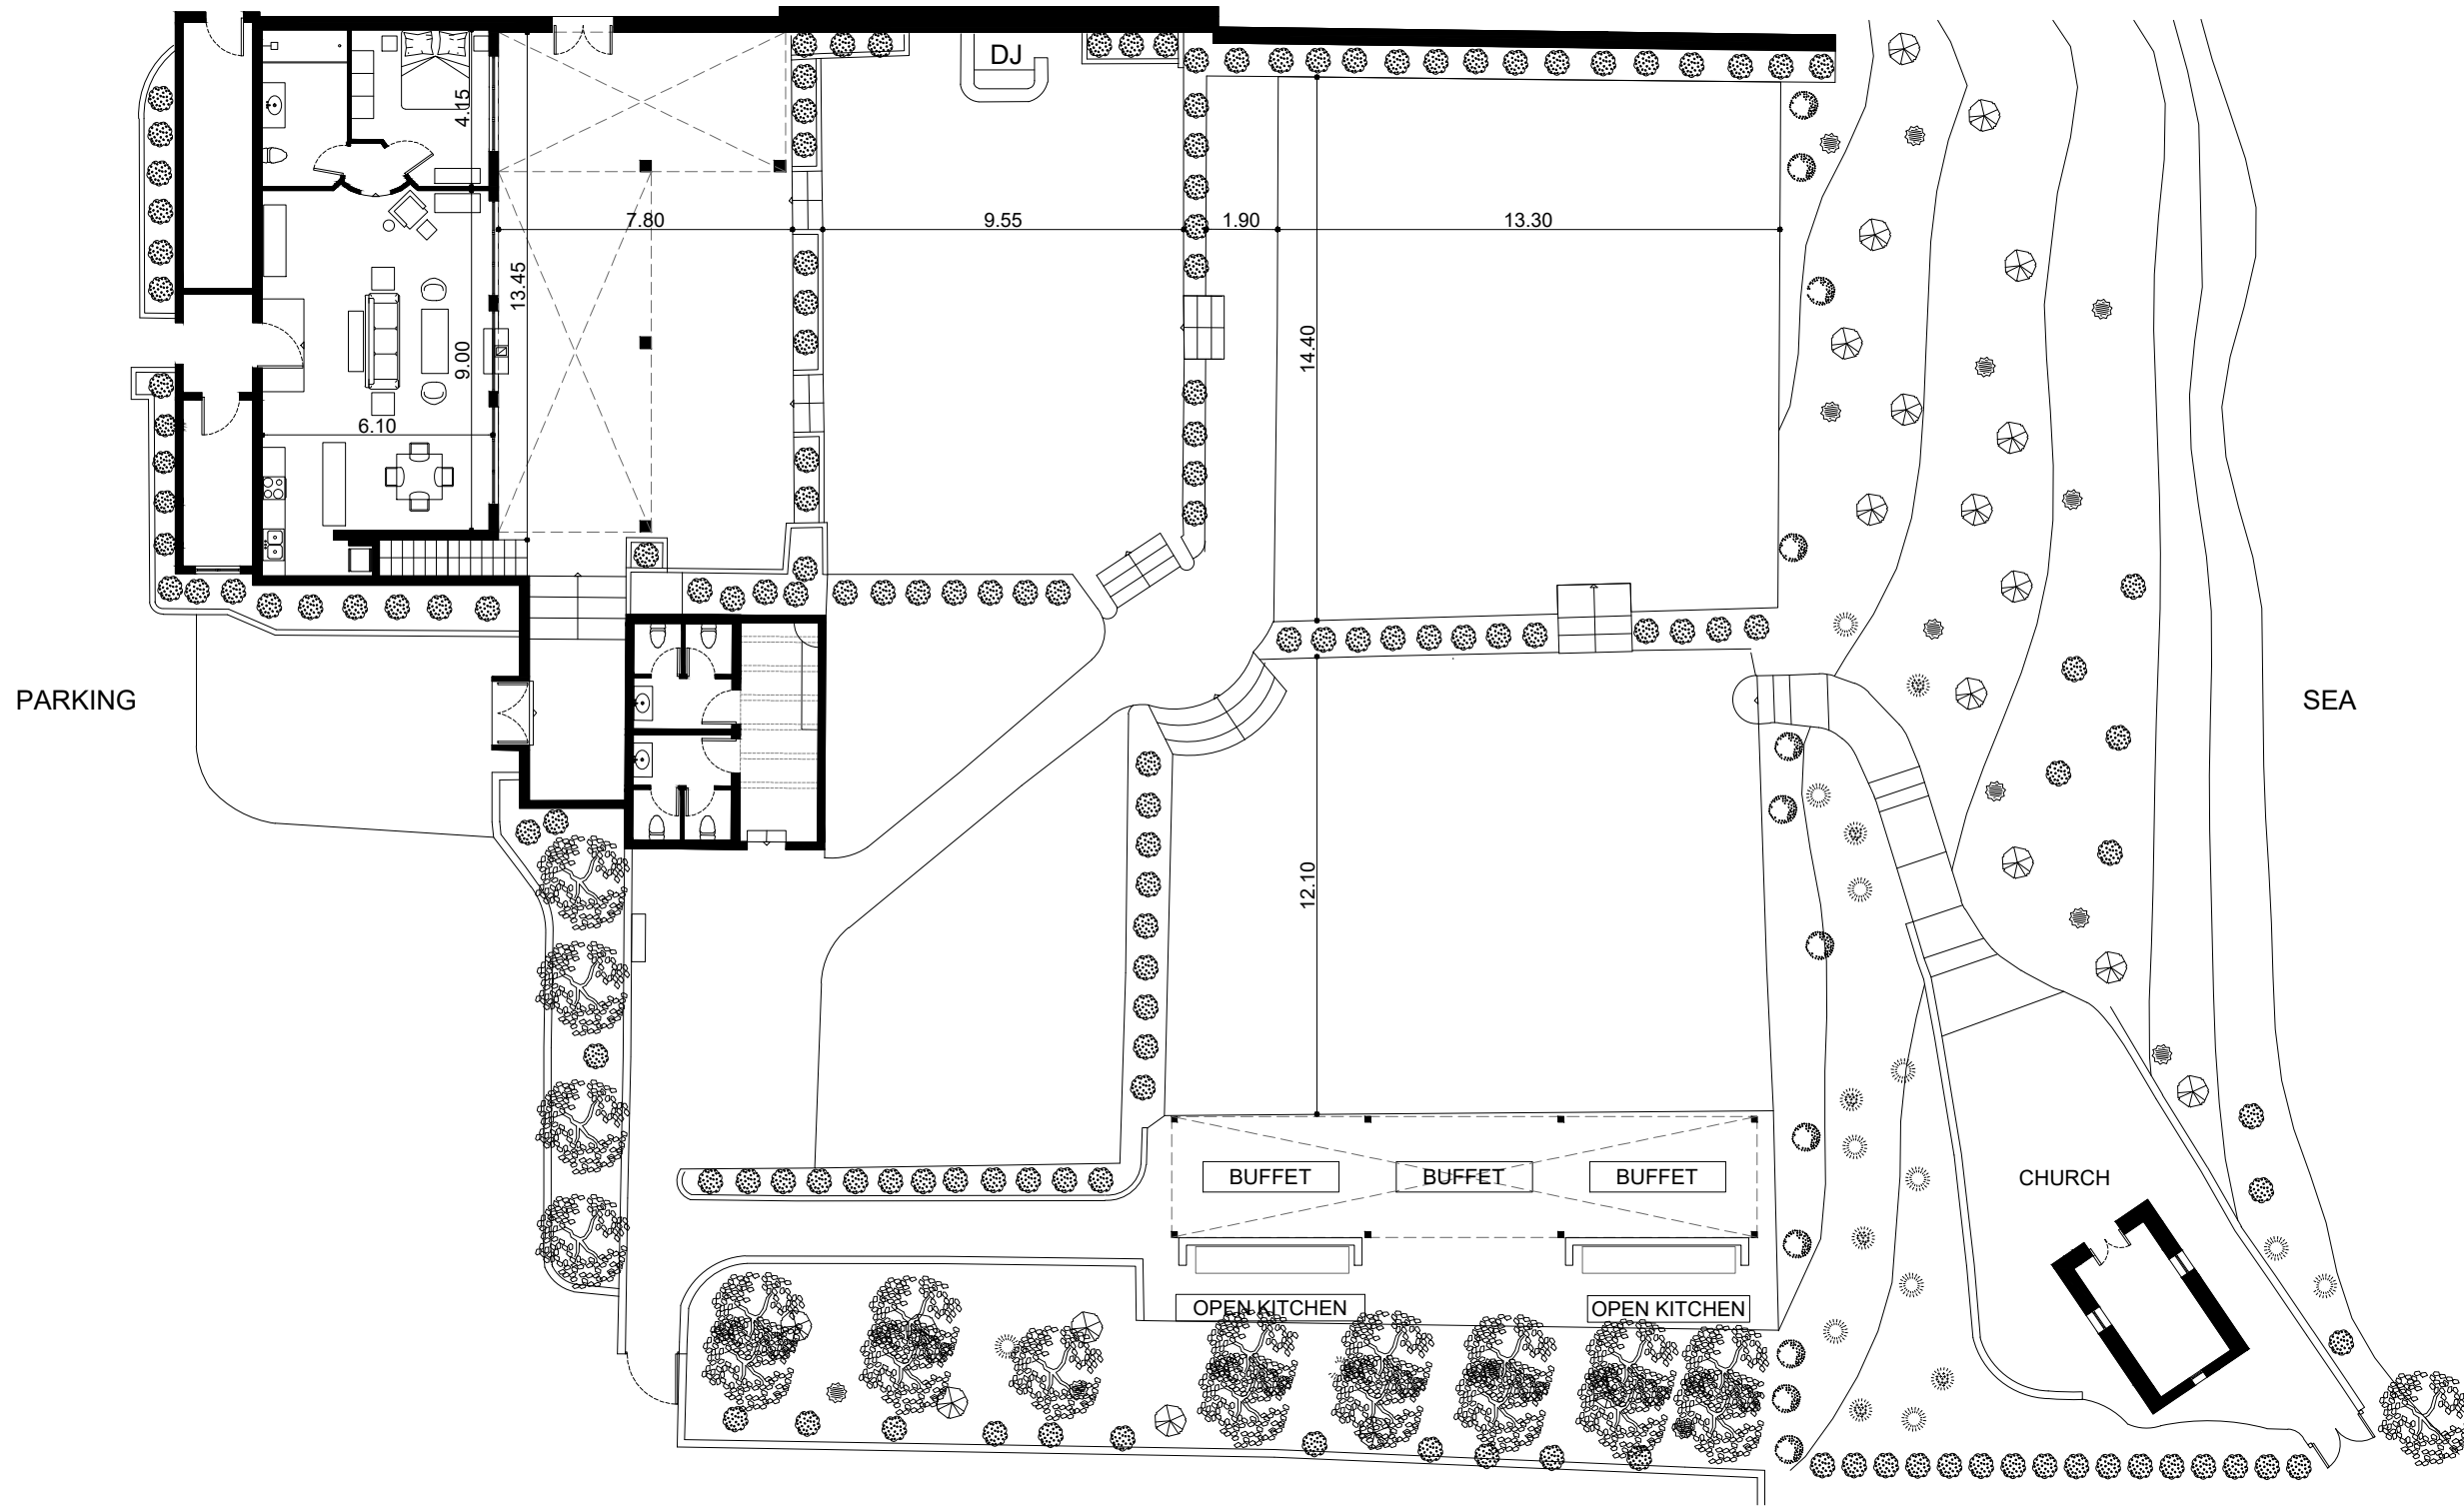 DJ
4.15
7.80
9.55
1.90
13.30
13.45
14.40
9.00
6.10
PARKING
SEA
12.10
BUFFET
BUFFET
BUFFET
CHURCH
OPEN KITCHEN
OPEN KITCHEN